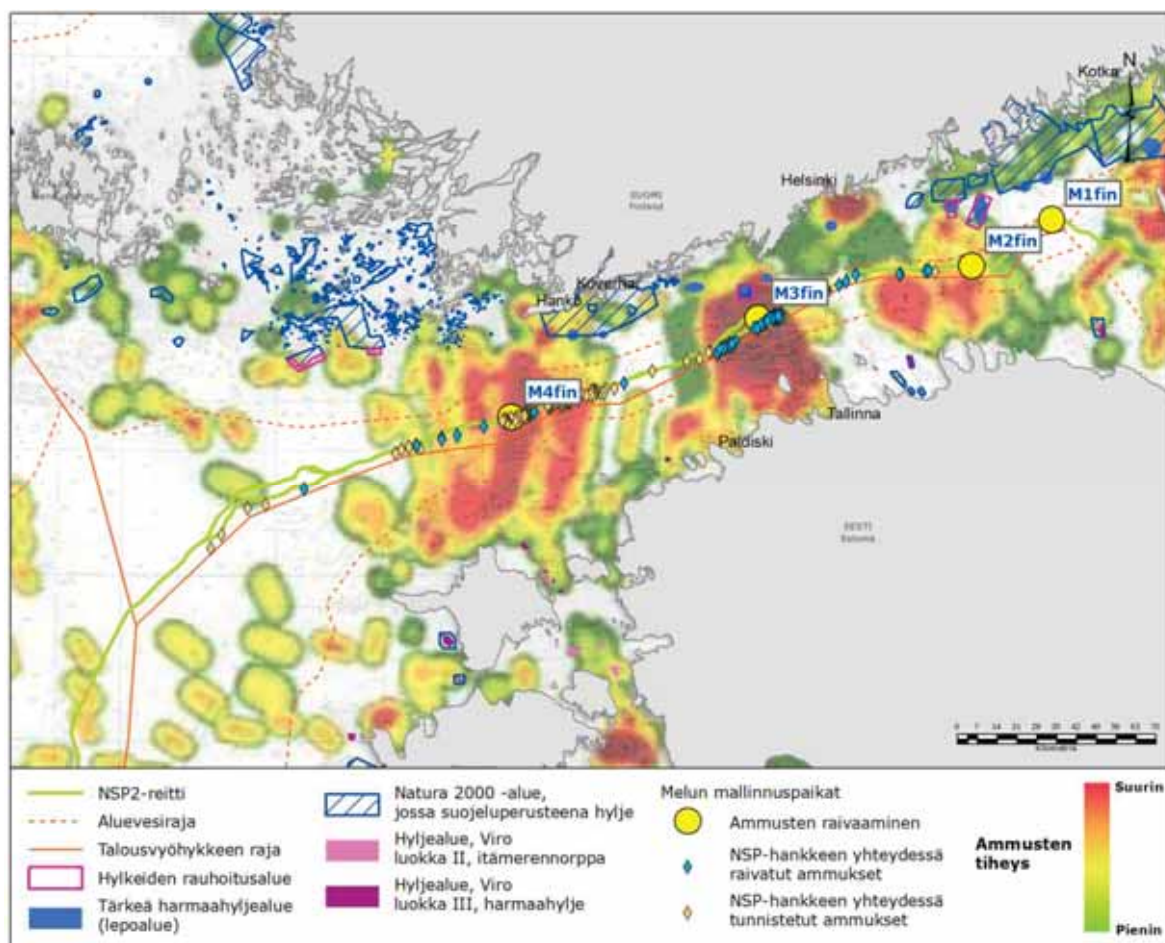 Kotka
N
M1fin
Helsinki
SUOMI
Finland
M2fin
Koverhar
Hanko
M3fin
M4fin
Tallinna
Paldiski
EESTI
Estonia
NSP2-reitti
Aluevesiraja
Talousvyöhykkeen raja
Hylkeiden rauhoitusalue
Tärkeä harmaahyljealue
(lepoalue)
Natura 2000 -alue,
jossa suojeluperusteena hylje
Hyljealue, Viro
luokka II, itämerennorppa
Hyljealue, Viro
luokka III, harmaahylje
Melun mallinnuspaikat
Ammusten raivaaminen
NSP-hankkeen yhteydessä
raivatut ammukset
NSP-hankkeen yhteydessä
tunnistetut ammukset
Ammusten
tiheys
Suurin
Pienin